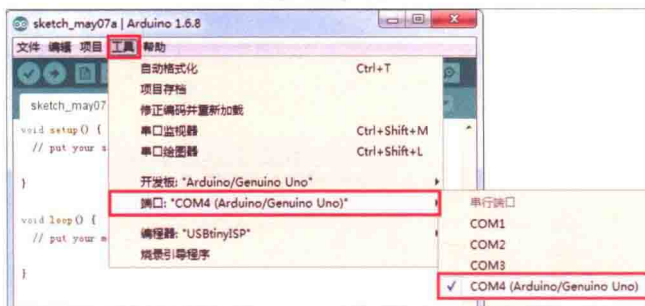 sketch_may07a | Arduino 1.6.8
文件 编辑 项目 工具 帮助
自动格式化 Ctrl+T
项目存档
修正编码并重新加载
串口监视器 Ctrl+Shift+M
串口绘图器 Ctrl+Shift+L
开发板: "Arduino/Genuino Uno"
端口: "COM4 (Arduino/Genuino Uno)"
编程器: "USBtinyISP"
烧录引导程序
串行端口
COM1
COM2
COM3
✓ COM4 (Arduino/Genuino Uno)
sketch_may07
void setup() {
// put your s
}
void loop() {
// put your m
}